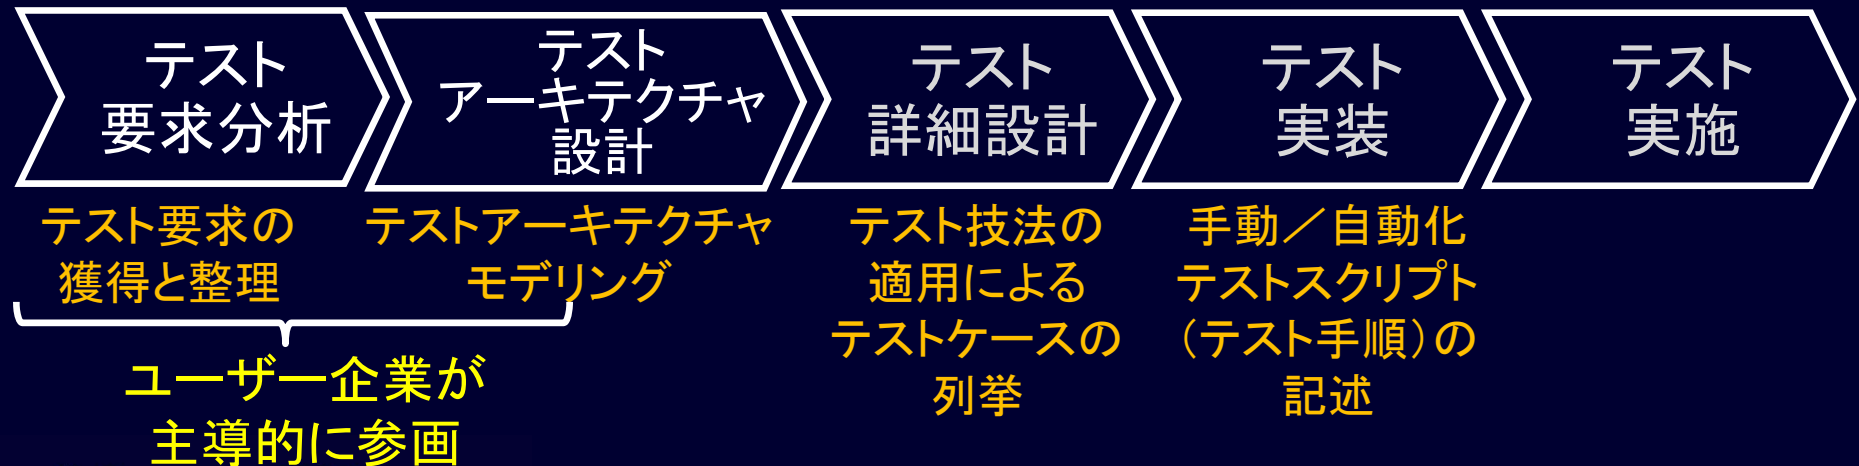 テスト
要求分析
テスト
アーキテクチャ
設計
テスト
詳細設計
テスト
実装
テスト
実施
テスト要求の
獲得と整理
テストアーキテクチャ
モデリング
テスト技法の
適用による
テストケースの
列挙
手動／自動化
テストスクリプト
（テスト手順）の
記述
ユーザー企業が
主導的に参画